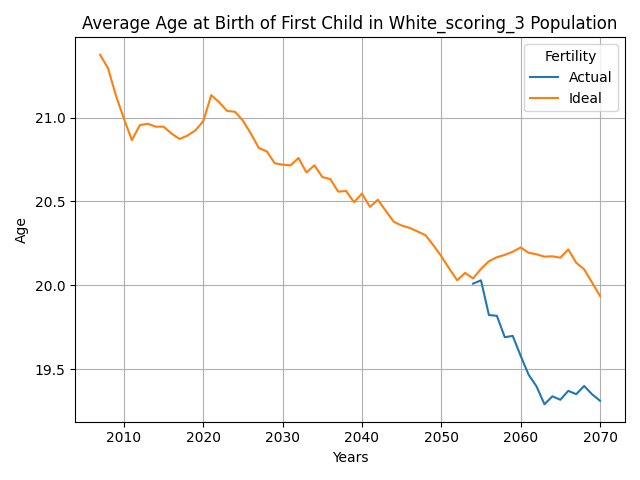 Average Age at Birth of First Child in White_scoring_3 Population
Fertility
Actual
Ideal
Age
21.0
20.5
20.0
19.5
2010 2020 2030 2040 2050 2060 2070
Years